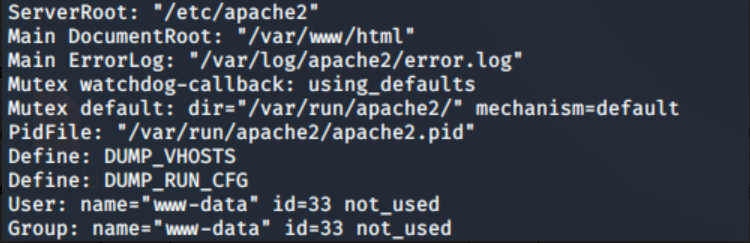 ServerRoot: "/etc/apache2"
Main DocumentRoot: "/var/www/html"
Main ErrorLog: "/var/log/apache2/error.log"
Mutex watchdog-callback: using_defaults
Mutex default: dir="/var/run/apache2/" mechanism=default
PidFile: "/var/run/apache2/apache2.pid"
Define: DUMP_VHOSTS
Define: DUMP_RUN_CFG
User: name="www-data" id=33 not_used
Group: name="www-data" id=33 not_used